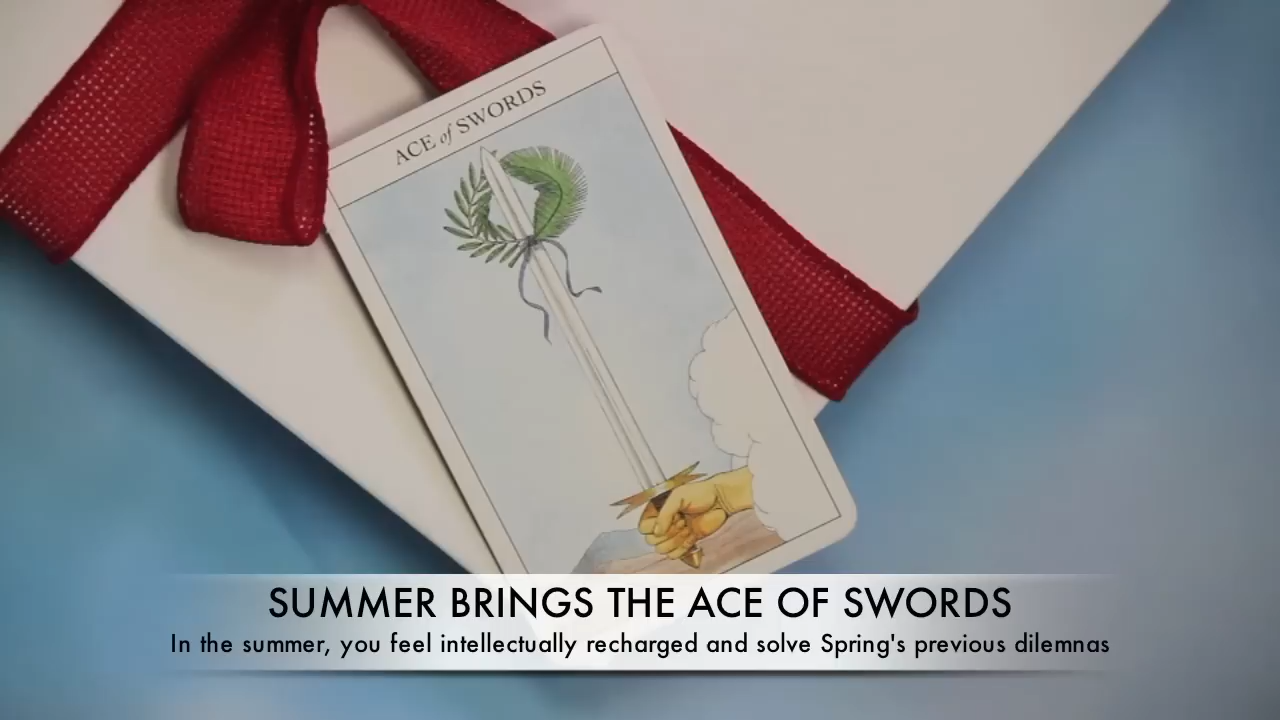 ACE of SWORDS
SUMMER BRINGS THE ACE OF SWORDS
In the summer, you feel intellectually recharged and solve Spring's previous dilemnas